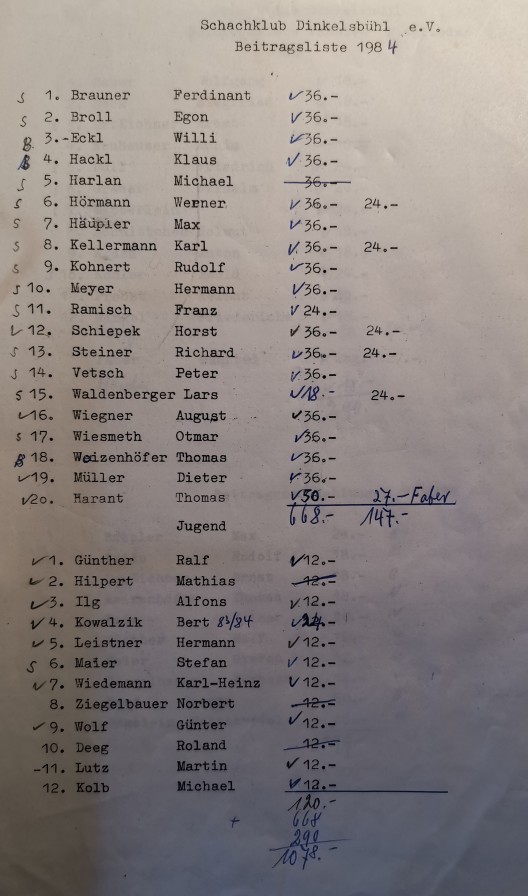 Schachklub Dinkelsbühl e.V.
Beitragsliste 1984
s 1. Brauner Ferdinant ✓36.-
s 2. Broll Egon ✓36.-
B 3.-Eckl Willi ✓36.-
B 4. Hackl Klaus ✓36.-
s 5. Harlan Michael 36.-
s 6. Hörmann Werner ✓36.- 24.-
s 7. Häupler Max ✓36.-
s 8. Kellermann Karl ✓36.- 24.-
s 9. Kohnert Rudolf ✓36.-
s 10. Meyer Hermann ✓36.-
s 11. Ramisch Franz ✓24.-
✓12. Schiepek Horst ✓36.- 24.-
s 13. Steiner Richard ✓36.- 24.-
s 14. Vetsch Peter ✓36.-
s 15. Waldenberger Lars ✓18.- 24.-
✓16. Wiegner August ✓36.-
s 17. Wiesmeth Otmar ✓36.-
B 18. Weizenhöfer Thomas ✓36.-
✓19. Müller Dieter ✓36.-
✓20. Harant Thomas ✓50.- 27.- Faber
668.- 147.-
Jugend
✓1. Günther Ralf ✓12.-
✓2. Hilpert Mathias 12.-
✓3. Ilg Alfons ✓12.-
✓4. Kowalzik Bert 83/84 ✓24.-
✓5. Leistner Hermann ✓12.-
s 6. Maier Stefan ✓12.-
✓7. Wiedemann Karl-Heinz ✓12.-
8. Ziegelbauer Norbert 12.-
✓9. Wolf Günter ✓12.-
10. Deeg Roland 12.-
-11. Lutz Martin ✓12.-
12. Kolb Michael ✓12.-
120.-
+ 668
290
1078.-